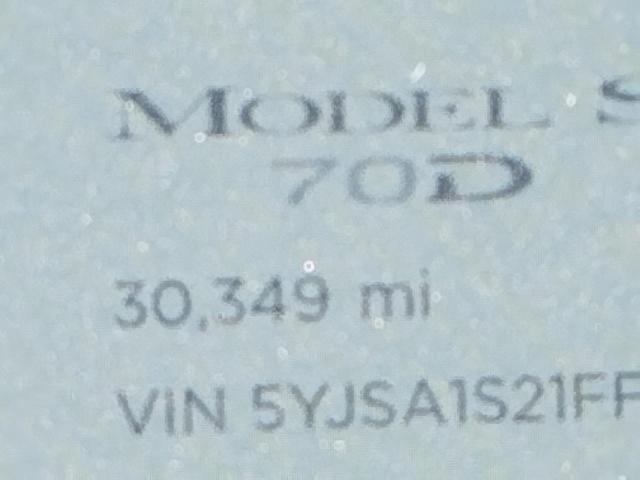 MODEL S
70D
30,349 mi
VIN 5YJSA1S21FF